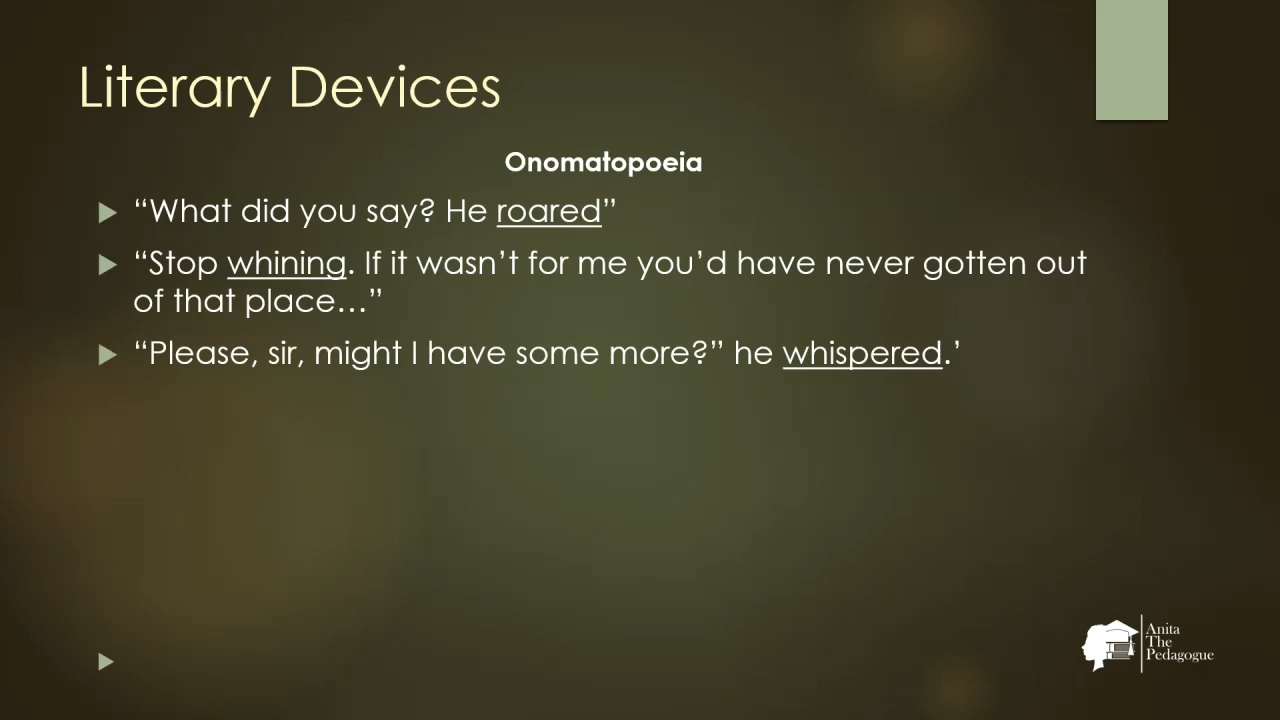 Literary Devices
Onomatopoeia
“What did you say? He roared”
“Stop whining. If it wasn’t for me you’d have never gotten out
of that place…”
“Please, sir, might I have some more?” he whispered.’
Anita
The
Pedagogue